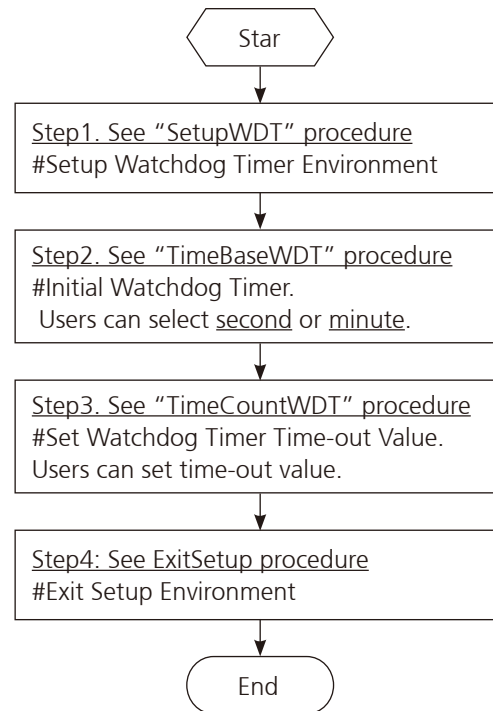 Star
Step1. See “SetupWDT” procedure
#Setup Watchdog Timer Environment
Step2. See “TimeBaseWDT” procedure
#Initial Watchdog Timer.
Users can select second or minute.
Step3. See “TimeCountWDT” procedure
#Set Watchdog Timer Time-out Value.
Users can set time-out value.
Step4: See ExitSetup procedure
#Exit Setup Environment
End